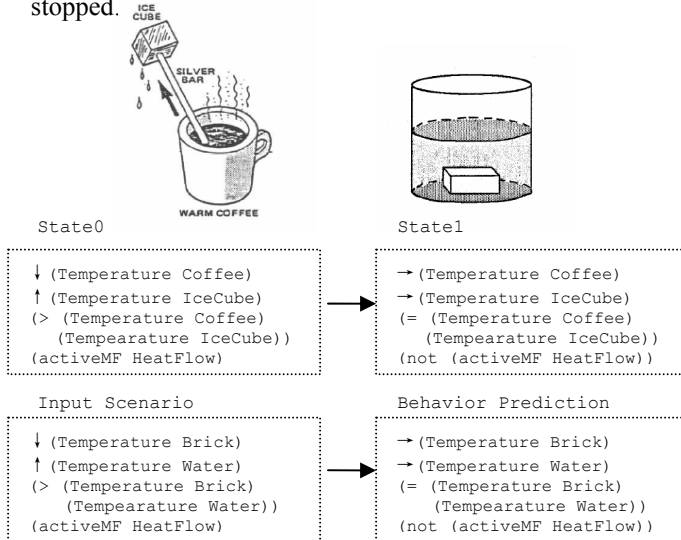 stopped.
ICE
CUBE
SILVER
BAR
WARM COFFEE
State0
↓ (Temperature Coffee)
↑ (Temperature IceCube)
(> (Temperature Coffee)
(Tempearature IceCube))
(activeMF HeatFlow)
State1
→ (Temperature Coffee)
→ (Temperature IceCube)
(= (Temperature Coffee)
(Tempearature IceCube))
(not (activeMF HeatFlow))
Input Scenario
↓ (Temperature Brick)
↑ (Temperature Water)
(> (Temperature Brick)
(Tempearature Water))
(activeMF HeatFlow)
Behavior Prediction
→ (Temperature Brick)
→ (Temperature Water)
(= (Temperature Brick)
(Tempearature Water))
(not (activeMF HeatFlow))